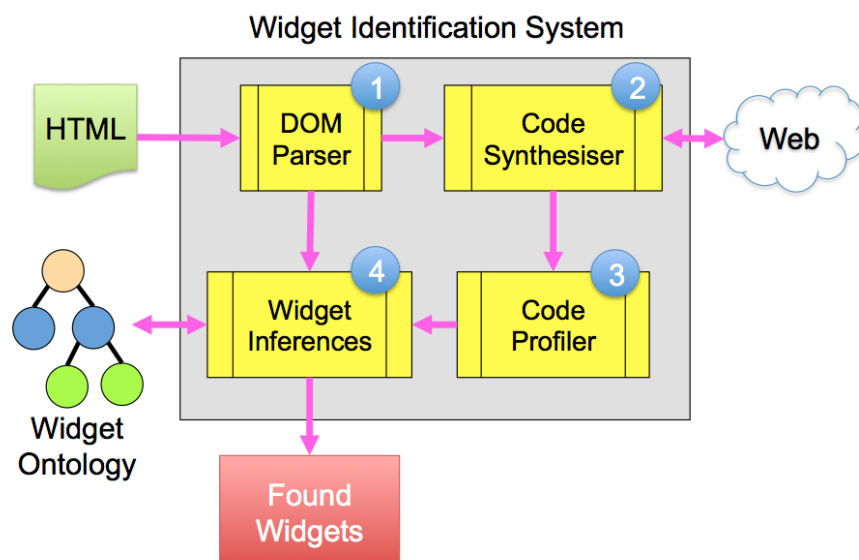 Widget Identification System
HTML
1
DOM
Parser
2
Code
Synthesiser
Web
4
Widget
Inferences
3
Code
Profiler
Widget
Ontology
Found
Widgets